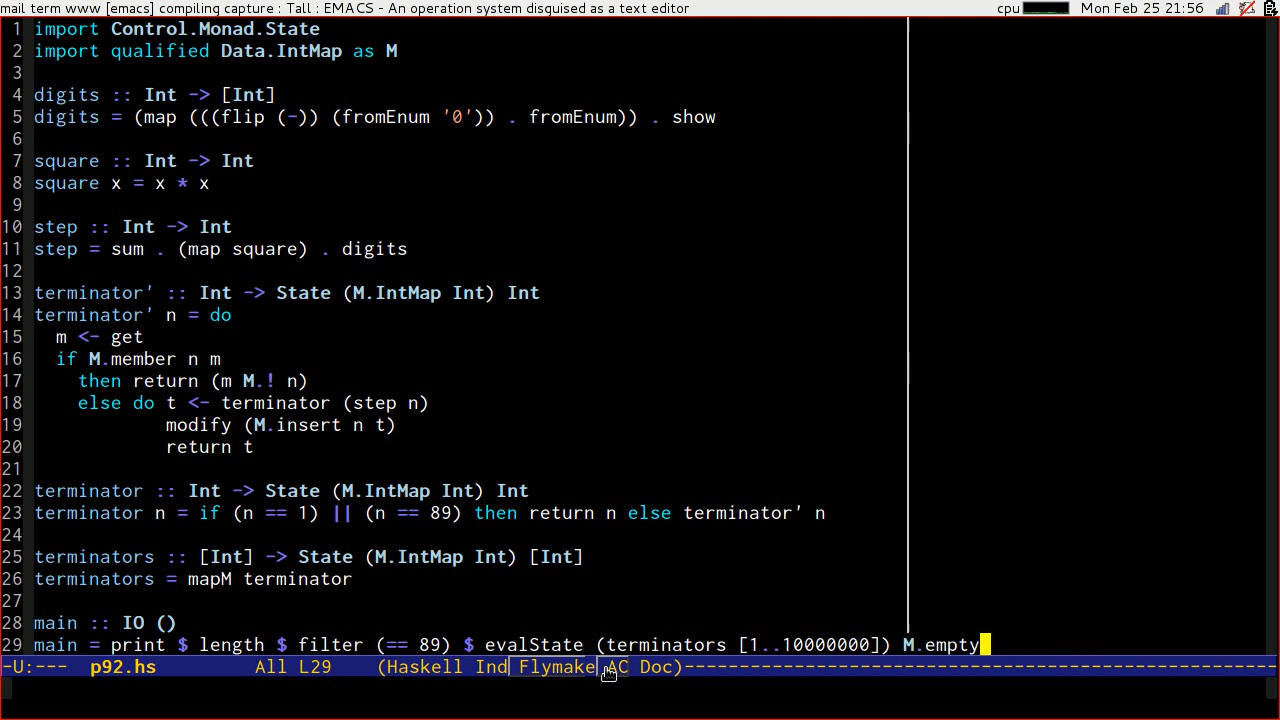 mail term www [emacs] compiling capture : Tall : EMACS - An operation system disguised as a text editor cpu Mon Feb 25 21:56
1 import Control.Monad.State
2 import qualified Data.IntMap as M
3
4 digits :: Int -> [Int]
5 digits = (map (((flip (-)) (fromEnum '0')) . fromEnum)) . show
6
7 square :: Int -> Int
8 square x = x * x
9
10 step :: Int -> Int
11 step = sum . (map square) . digits
12
13 terminator' :: Int -> State (M.IntMap Int) Int
14 terminator' n = do
15   m <- get
16   if M.member n m
17     then return (m M.! n)
18     else do t <- terminator (step n)
19             modify (M.insert n t)
20             return t
21
22 terminator :: Int -> State (M.IntMap Int) Int
23 terminator n = if (n == 1) || (n == 89) then return n else terminator' n
24
25 terminators :: [Int] -> State (M.IntMap Int) [Int]
26 terminators = mapM terminator
27
28 main :: IO ()
29 main = print $ length $ filter (== 89) $ evalState (terminators [1..10000000]) M.empty
-U:--- p92.hs All L29 (Haskell Ind Flymake AC Doc)------------------------------------------------------